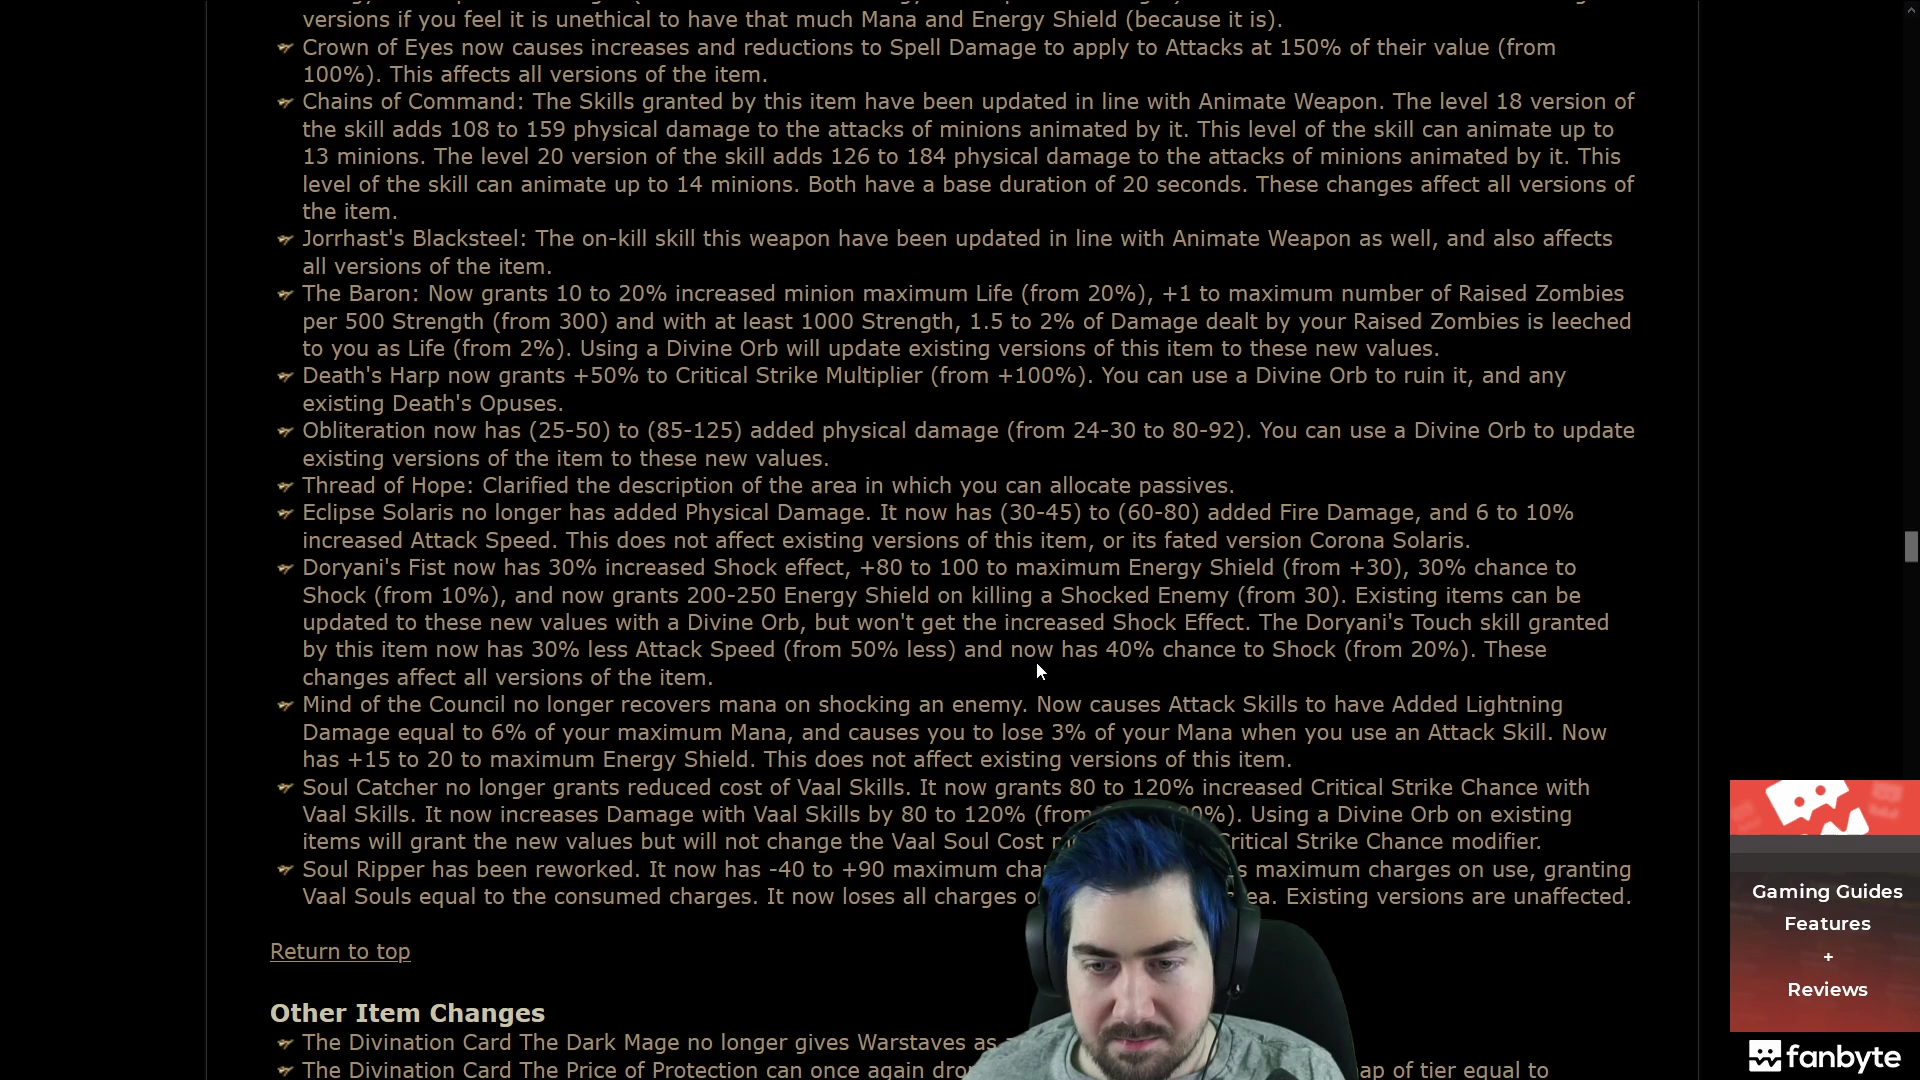 versions if you feel it is unethical to have that much Mana and Energy Shield (because it is).
Crown of Eyes now causes increases and reductions to Spell Damage to apply to Attacks at 150% of their value (from
100%). This affects all versions of the item.
Chains of Command: The Skills granted by this item have been updated in line with Animate Weapon. The level 18 version of
the skill adds 108 to 159 physical damage to the attacks of minions animated by it. This level of the skill can animate up to
13 minions. The level 20 version of the skill adds 126 to 184 physical damage to the attacks of minions animated by it. This
level of the skill can animate up to 14 minions. Both have a base duration of 20 seconds. These changes affect all versions of
the item.
Jorrhast's Blacksteel: The on-kill skill this weapon have been updated in line with Animate Weapon as well, and also affects
all versions of the item.
The Baron: Now grants 10 to 20% increased minion maximum Life (from 20%), +1 to maximum number of Raised Zombies
per 500 Strength (from 300) and with at least 1000 Strength, 1.5 to 2% of Damage dealt by your Raised Zombies is leeched
to you as Life (from 2%). Using a Divine Orb will update existing versions of this item to these new values.
Death's Harp now grants +50% to Critical Strike Multiplier (from +100%). You can use a Divine Orb to ruin it, and any
existing Death's Opuses.
Obliteration now has (25-50) to (85-125) added physical damage (from 24-30 to 80-92). You can use a Divine Orb to update
existing versions of the item to these new values.
Thread of Hope: Clarified the description of the area in which you can allocate passives.
Eclipse Solaris no longer has added Physical Damage. It now has (30-45) to (60-80) added Fire Damage, and 6 to 10%
increased Attack Speed. This does not affect existing versions of this item, or its fated version Corona Solaris.
Doryani's Fist now has 30% increased Shock effect, +80 to 100 to maximum Energy Shield (from +30), 30% chance to
Shock (from 10%), and now grants 200-250 Energy Shield on killing a Shocked Enemy (from 30). Existing items can be
updated to these new values with a Divine Orb, but won't get the increased Shock Effect. The Doryani's Touch skill granted
by this item now has 30% less Attack Speed (from 50% less) and now has 40% chance to Shock (from 20%). These
changes affect all versions of the item.
Mind of the Council no longer recovers mana on shocking an enemy. Now causes Attack Skills to have Added Lightning
Damage equal to 6% of your maximum Mana, and causes you to lose 3% of your Mana when you use an Attack Skill. Now
has +15 to 20 to maximum Energy Shield. This does not affect existing versions of this item.
Soul Catcher no longer grants reduced cost of Vaal Skills. It now grants 80 to 120% increased Critical Strike Chance with
Vaal Skills. It now increases Damage with Vaal Skills by 80 to 120% (from 0%). Using a Divine Orb on existing
items will grant the new values but will not change the Vaal Soul Cost Critical Strike Chance modifier.
Soul Ripper has been reworked. It now has -40 to +90 maximum maximum charges on use, granting
Vaal Souls equal to the consumed charges. It now loses all charges Existing versions are unaffected.
Return to top
Other Item Changes
The Divination Card The Dark Mage no longer gives Warstaves as
The Divination Card The Price of Protection can once again of tier equal to
Gaming Guides
Features
+
Reviews
fanbyte